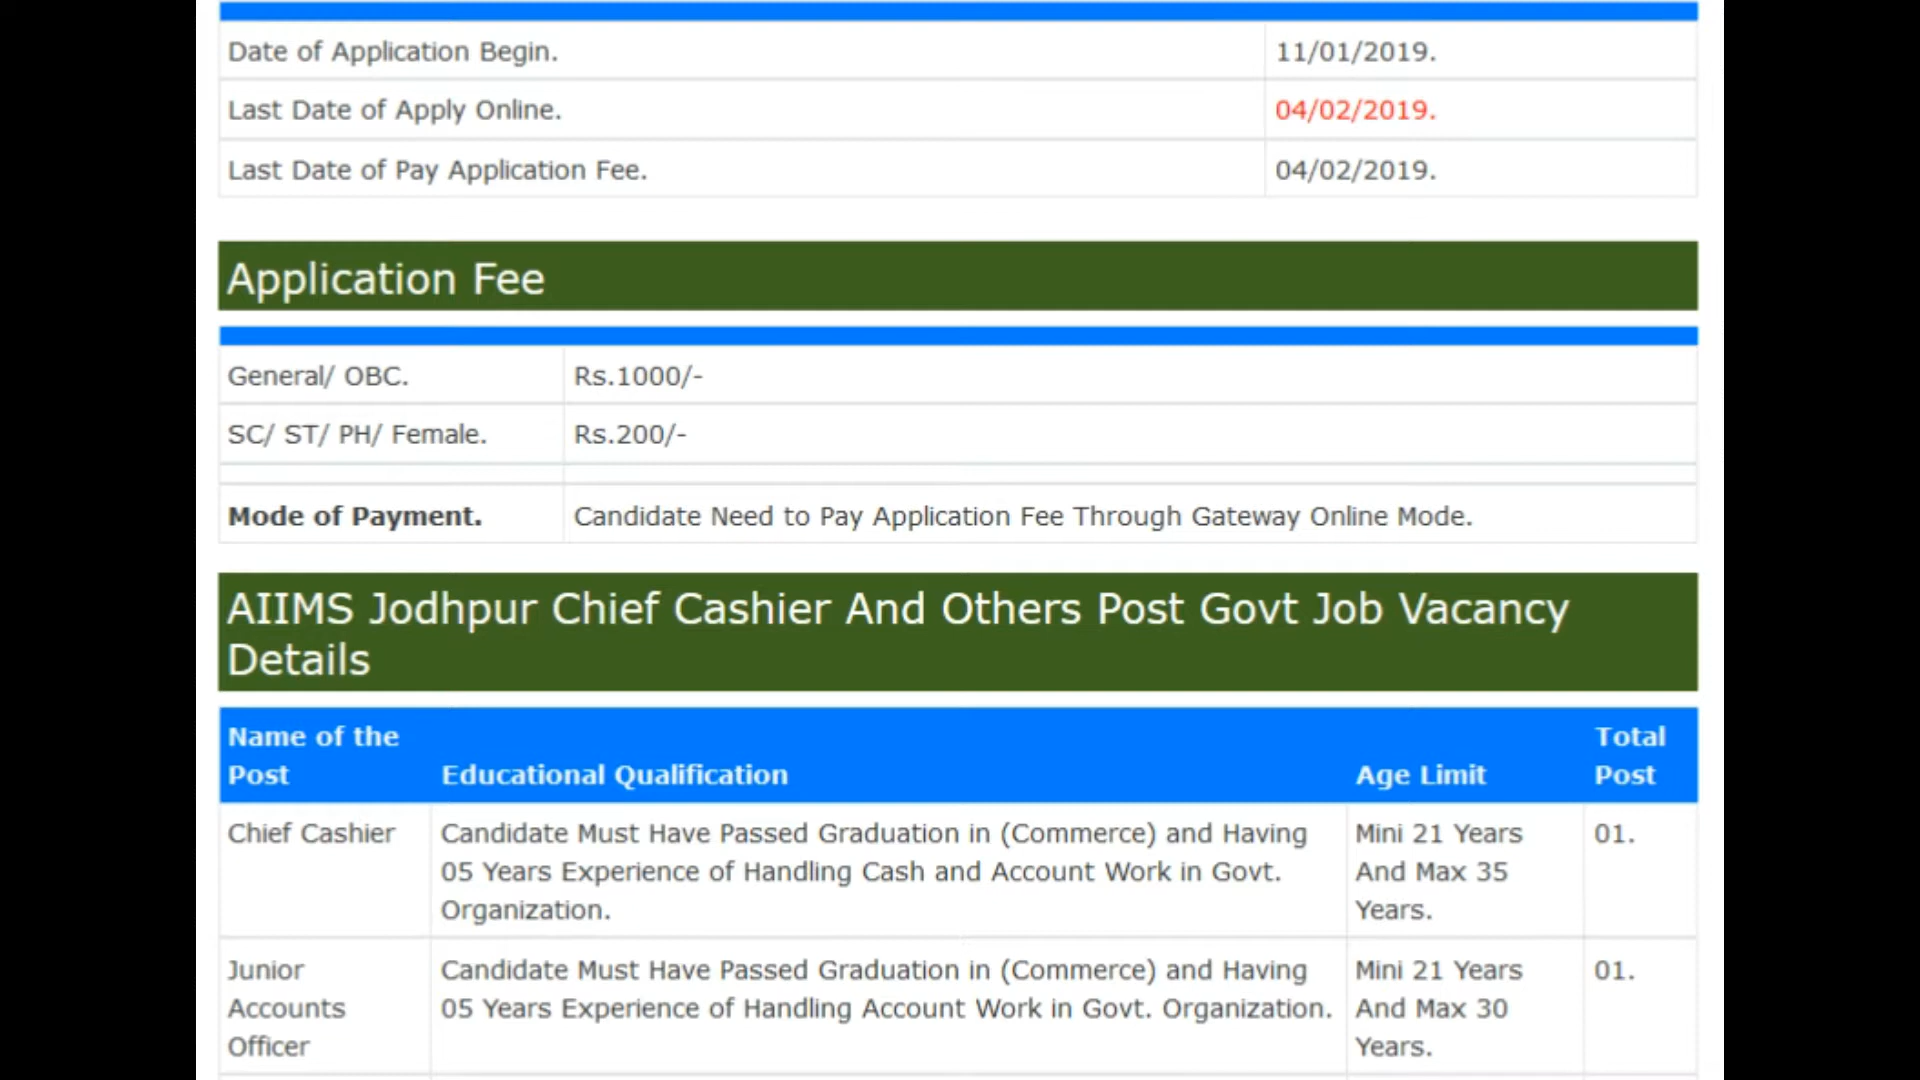 Date of Application Begin. 11/01/2019.
Last Date of Apply Online. 04/02/2019.
Last Date of Pay Application Fee. 04/02/2019.
Application Fee
General/ OBC. Rs.1000/-
SC/ ST/ PH/ Female. Rs.200/-
Mode of Payment. Candidate Need to Pay Application Fee Through Gateway Online Mode.
AIIMS Jodhpur Chief Cashier And Others Post Govt Job Vacancy
Details
Name of the
Post
Educational Qualification
Age Limit
Total
Post
Chief Cashier
Candidate Must Have Passed Graduation in (Commerce) and Having
05 Years Experience of Handling Cash and Account Work in Govt.
Organization.
Mini 21 Years
And Max 35
Years.
01.
Junior
Accounts
Officer
Candidate Must Have Passed Graduation in (Commerce) and Having
05 Years Experience of Handling Account Work in Govt. Organization.
Mini 21 Years
And Max 30
Years.
01.